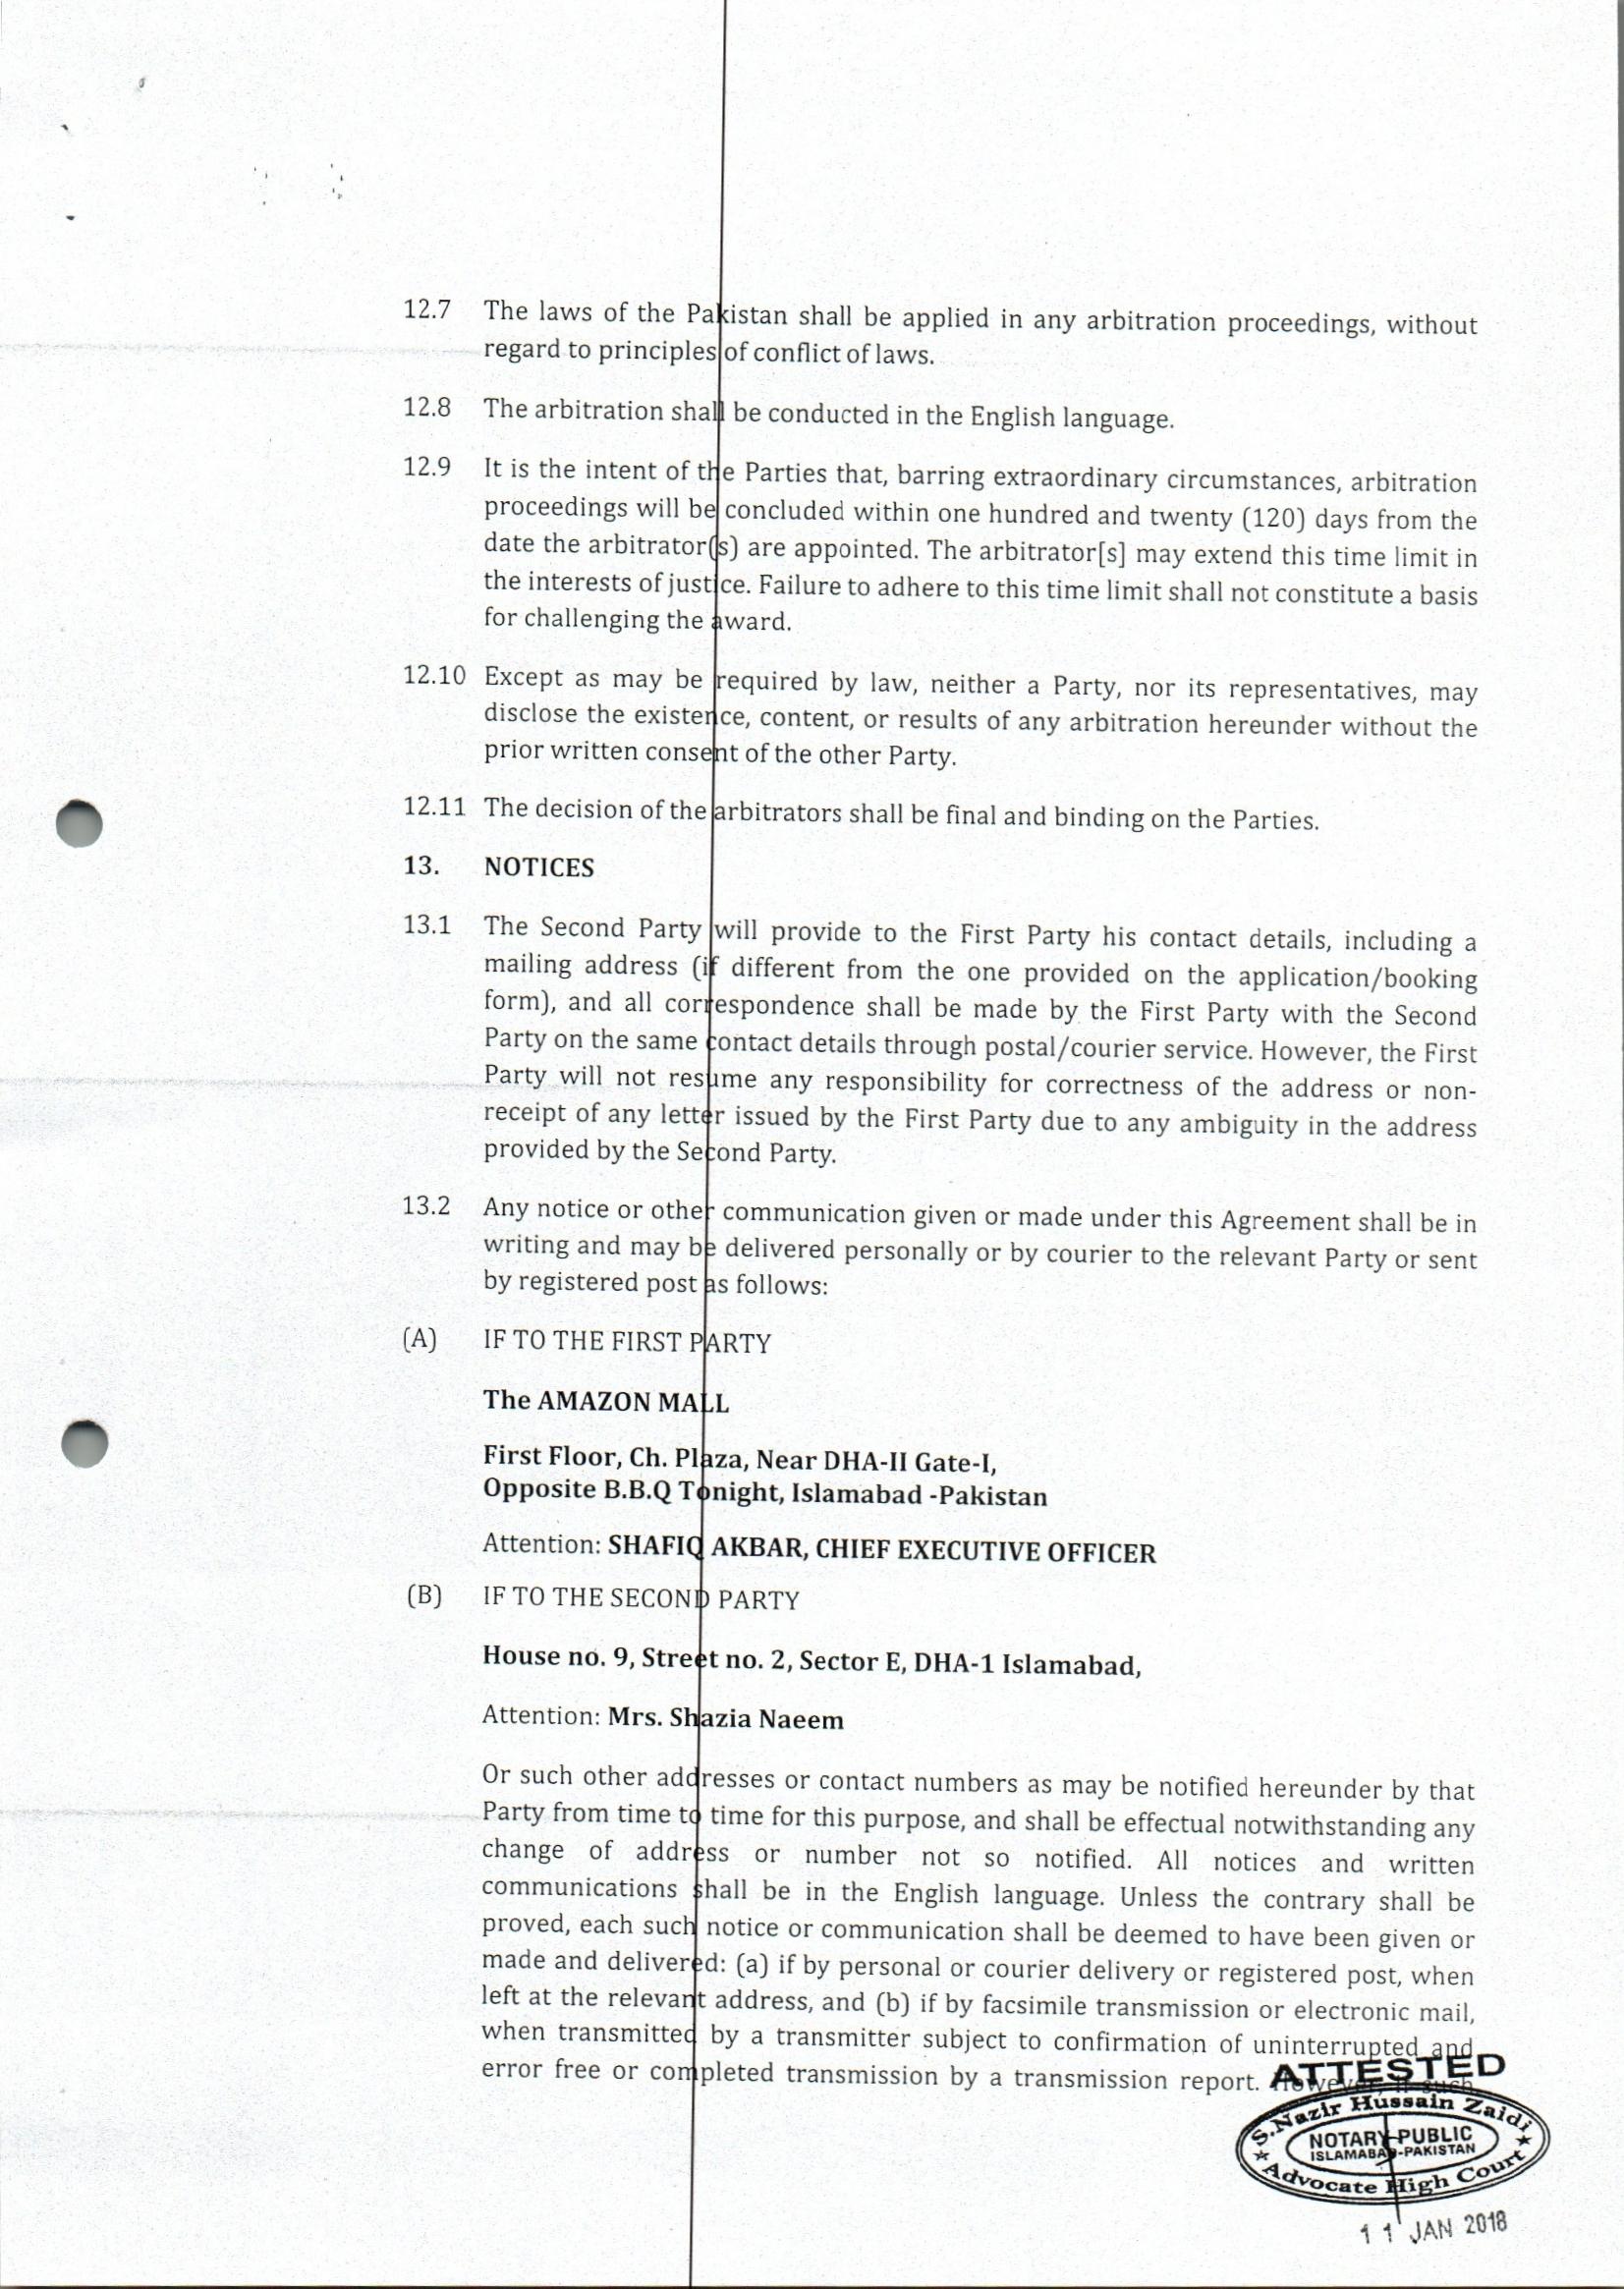 12.7 The laws of the Pakistan shall be applied in any arbitration proceedings, without
regard to principles of conflict of laws.
12.8 The arbitration shall be conducted in the English language.
12.9 It is the intent of the Parties that, barring extraordinary circumstances, arbitration
proceedings will be concluded within one hundred and twenty (120) days from the
date the arbitrator(s) are appointed. The arbitrator[s] may extend this time limit in
the interests of justice. Failure to adhere to this time limit shall not constitute a basis
for challenging the award.
12.10 Except as may be required by law, neither a Party, nor its representatives, may
disclose the existence, content, or results of any arbitration hereunder without the
prior written consent of the other Party.
12.11 The decision of the arbitrators shall be final and binding on the Parties.
13. NOTICES
13.1 The Second Party will provide to the First Party his contact details, including a
mailing address (if different from the one provided on the application/booking
form), and all correspondence shall be made by the First Party with the Second
Party on the same contact details through postal/courier service. However, the First
Party will not resume any responsibility for correctness of the address or non-
receipt of any letter issued by the First Party due to any ambiguity in the address
provided by the Second Party.
13.2 Any notice or other communication given or made under this Agreement shall be in
writing and may be delivered personally or by courier to the relevant Party or sent
by registered post as follows:
(A) IF TO THE FIRST PARTY
The AMAZON MALL
First Floor, Ch. Plaza, Near DHA-II Gate-I,
Opposite B.B.Q Tonight, Islamabad -Pakistan
Attention: SHAFIQ AKBAR, CHIEF EXECUTIVE OFFICER
(B) IF TO THE SECOND PARTY
House no. 9, Street no. 2, Sector E, DHA-1 Islamabad,
Attention: Mrs. Shazia Naeem
Or such other addresses or contact numbers as may be notified hereunder by that
Party from time to time for this purpose, and shall be effectual notwithstanding any
change of address or number not so notified. All notices and written
communications shall be in the English language. Unless the contrary shall be
proved, each such notice or communication shall be deemed to have been given or
made and delivered: (a) if by personal or courier delivery or registered post, when
left at the relevant address, and (b) if by facsimile transmission or electronic mail,
when transmitted by a transmitter subject to confirmation of uninterrupted and
error free or completed transmission by a transmission report. However, if such
ATTESTED
S. Nazir Hussain Zaidi
NOTARY PUBLIC
ISLAMABAD-PAKISTAN
Advocate High Court
11 JAN 2018